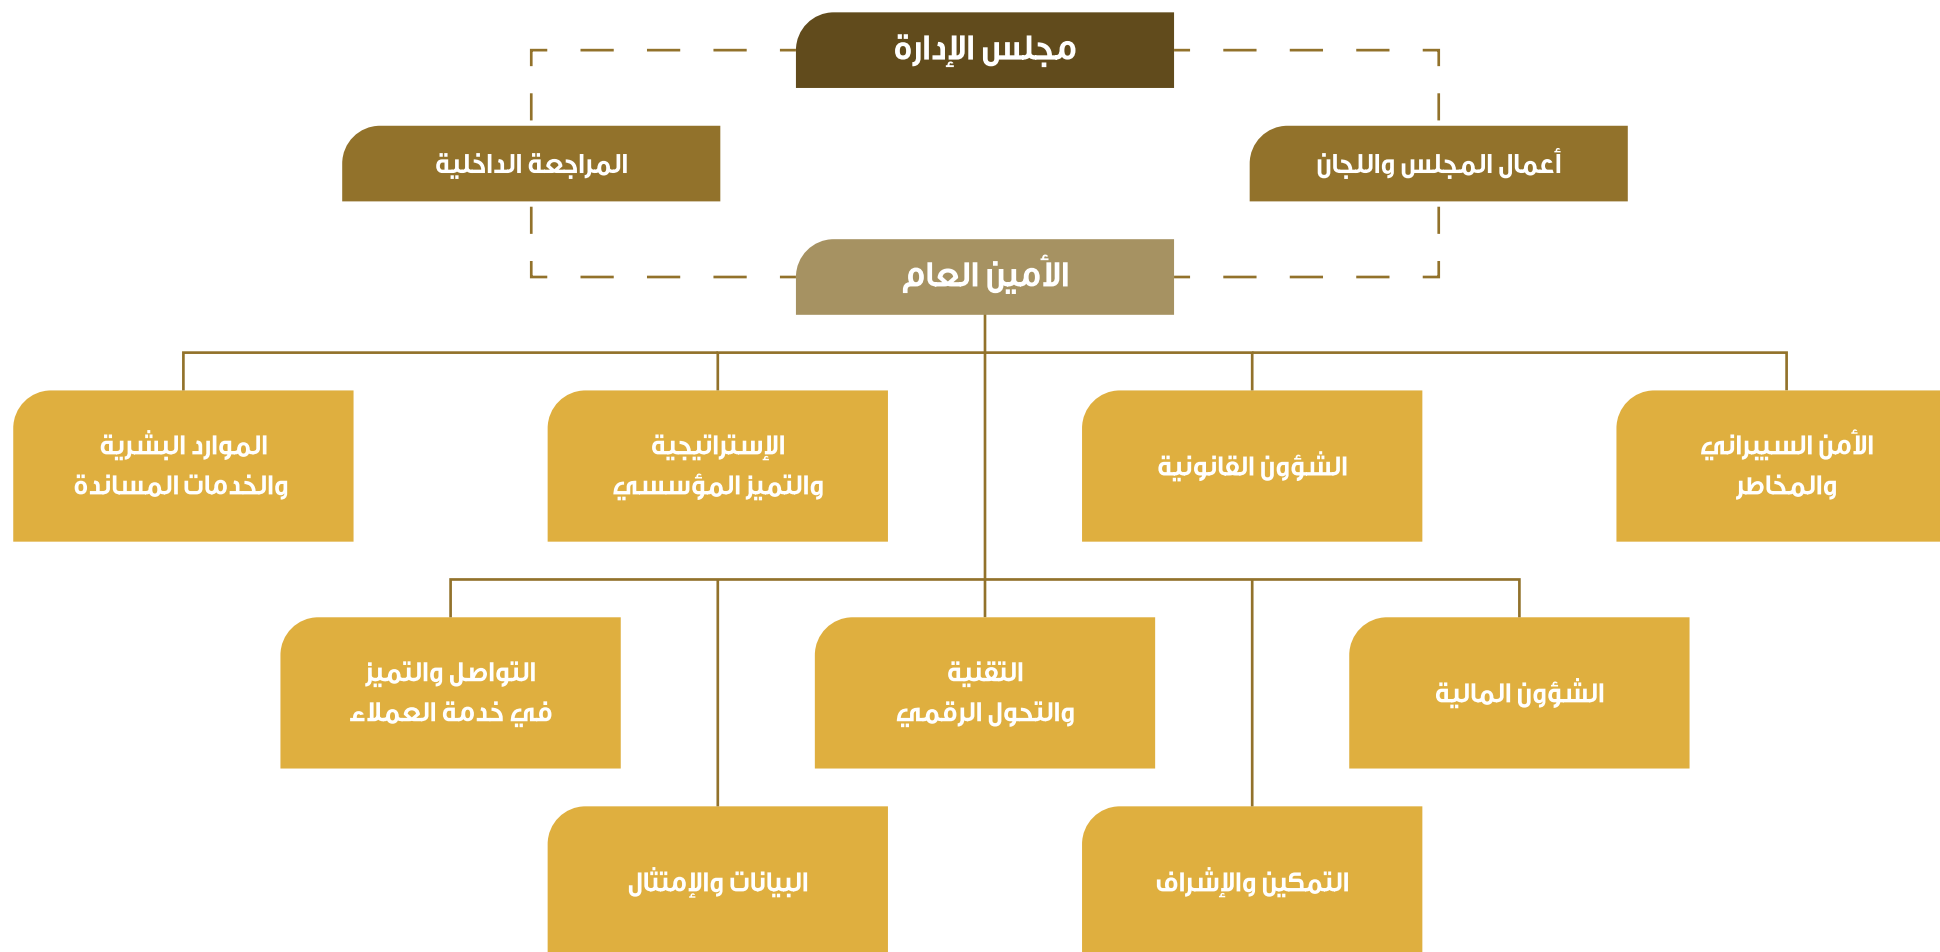 مجلس الإدارة
أعمال المجلس واللجان
المراجعة الداخلية
الأمين العام
الأمن السيبراني
والمخاطر
الشؤون القانونية
الإستراتيجية
والتميز المؤسسي
الموارد البشرية
والخدمات المساندة
الشؤون المالية
التقنية
والتحول الرقمي
التواصل والتميز
في خدمة العملاء
التمكين والإشراف
البيانات والإمتثال